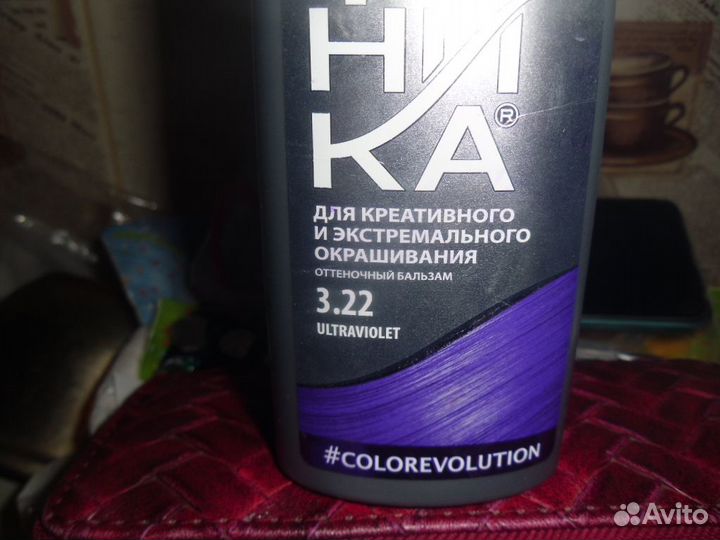 НИ
КА®
ДЛЯ КРЕАТИВНОГО
И ЭКСТРЕМАЛЬНОГО
ОКРАШИВАНИЯ
ОТТЕНОЧНЫЙ БАЛЬЗАМ
3.22
ULTRAVIOLET
#COLOREVOLUTION
Avito